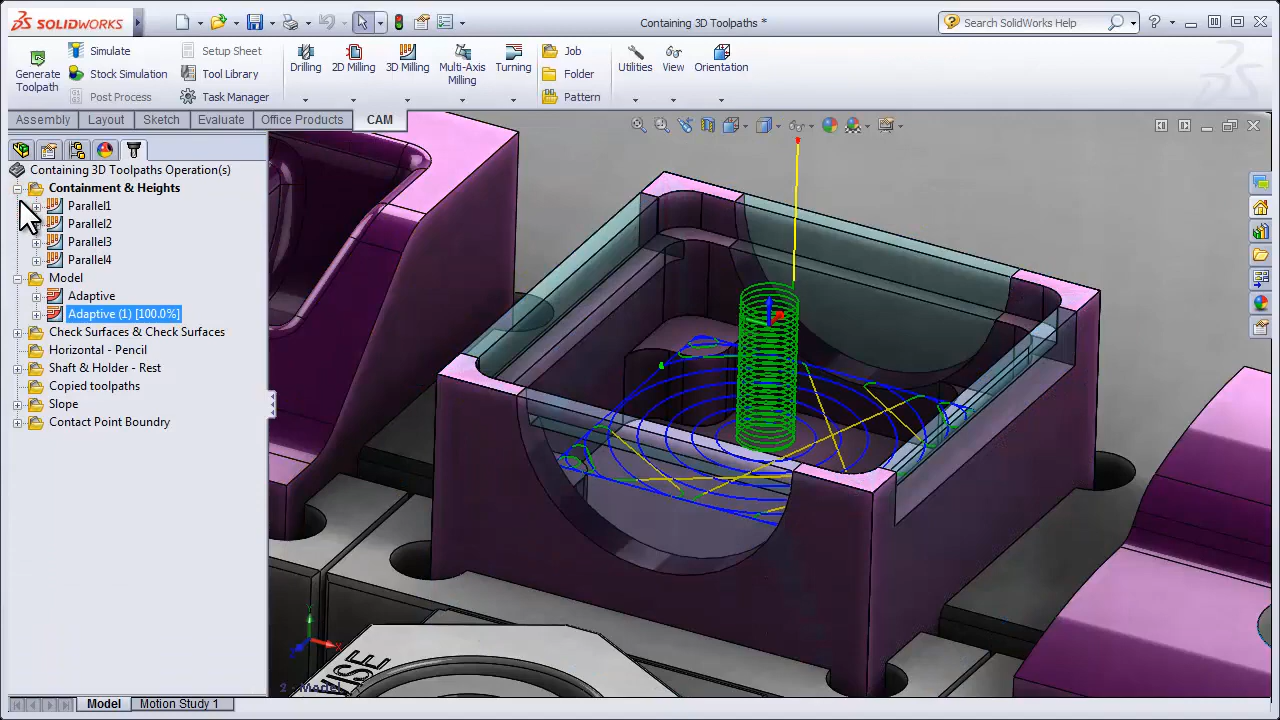 SOLIDWORKS
Containing 3D Toolpaths *
Search SolidWorks Help
Generate Toolpath
Simulate
Stock Simulation
Post Process
Setup Sheet
Tool Library
Task Manager
Drilling
2D Milling
3D Milling
Multi-Axis Milling
Turning
Job
Folder
Pattern
Utilities
View
Orientation
Assembly
Layout
Sketch
Evaluate
Office Products
CAM
Containing 3D Toolpaths Operation(s)
Containment & Heights
Parallel1
Parallel2
Parallel3
Parallel4
Model
Adaptive
Adaptive (1) [100.0%]
Check Surfaces & Check Surfaces
Horizontal - Pencil
Shaft & Holder - Rest
Copied toolpaths
Slope
Contact Point Boundary
2 - Model
Model
Motion Study 1